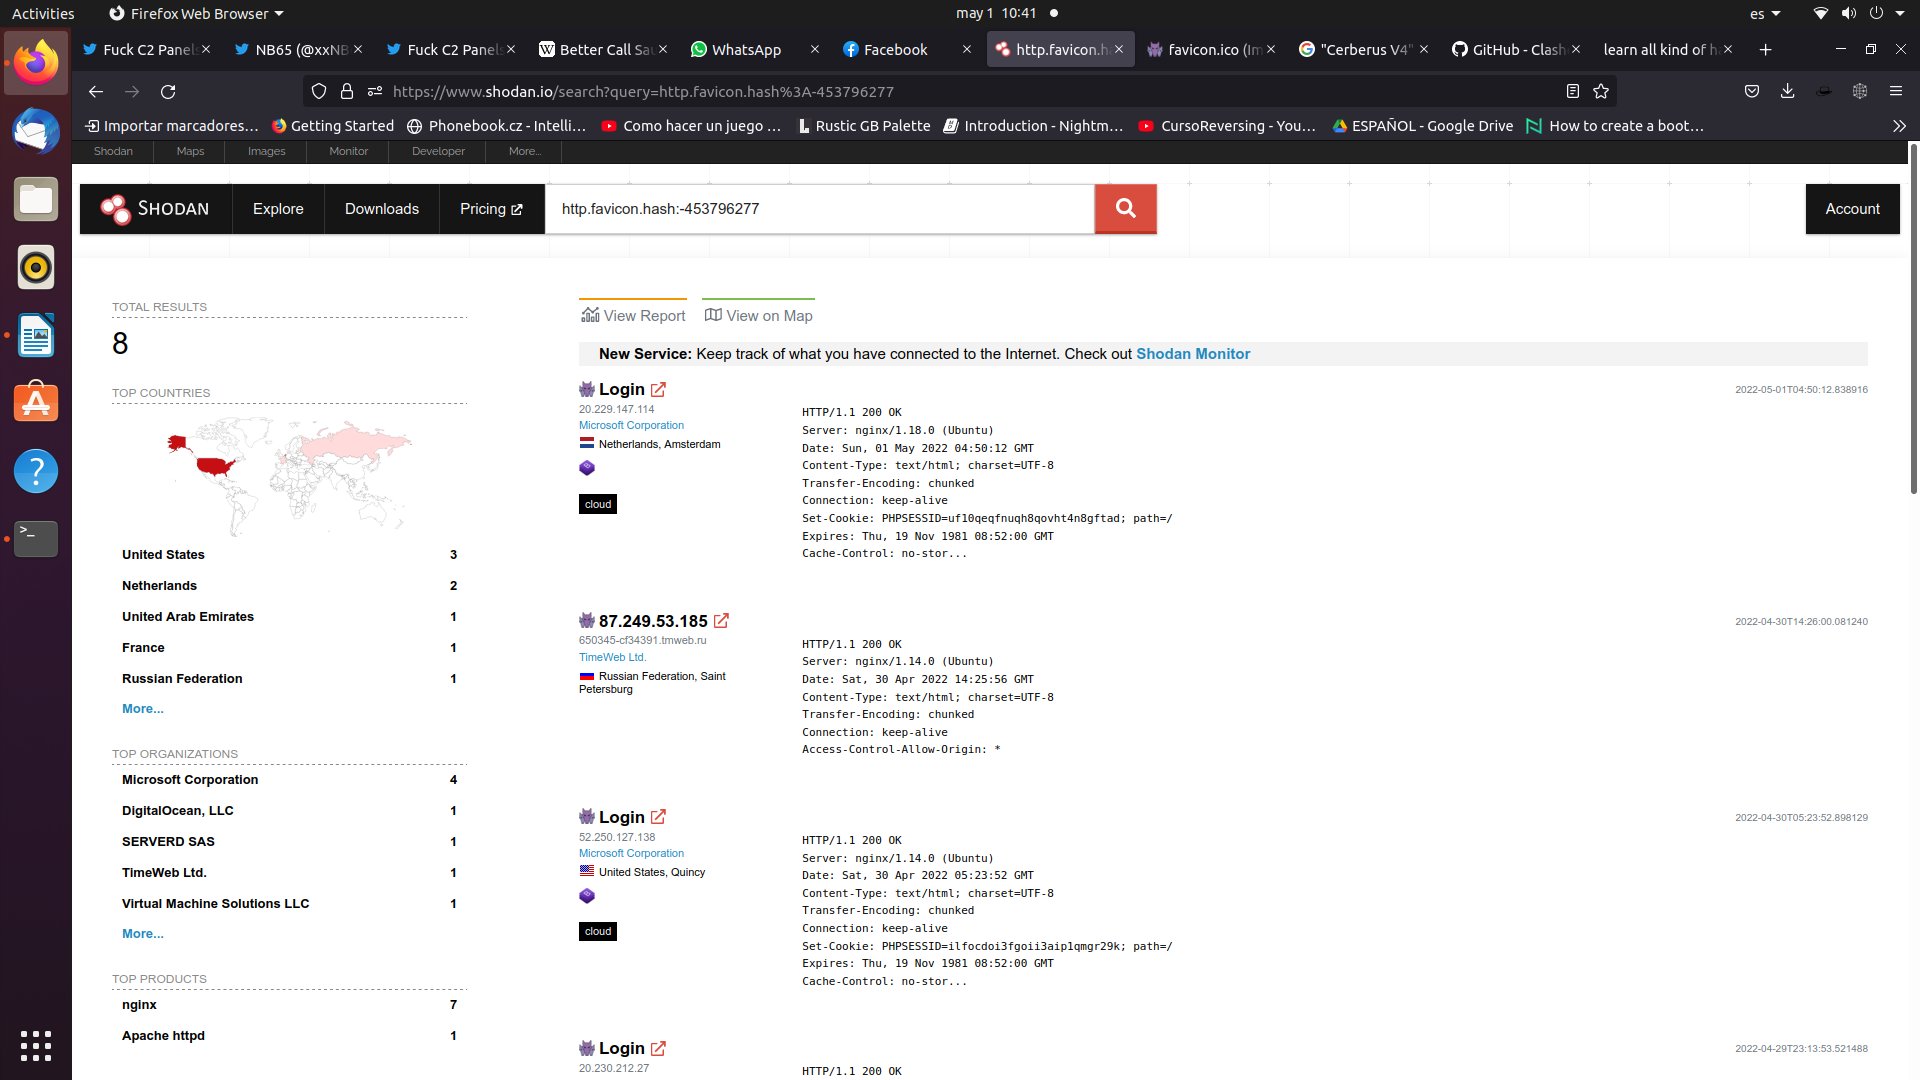 Activities
Firefox Web Browser
may 1 10:41
es
Fuck C2 Panels
NB65 (@xxNB
Fuck C2 Panels
Better Call Sau
WhatsApp
Facebook
http.favicon.ha
favicon.ico (Im
"Cerberus V4"
GitHub - Clash
learn all kind of ha
https://www.shodan.io/search?query=http.favicon.hash%3A-453796277
Importar marcadores…
Getting Started
Phonebook.cz - Intelli…
Como hacer un juego …
Rustic GB Palette
Introduction - Nightm…
CursoReversing - You…
ESPAÑOL - Google Drive
How to create a boot…
Shodan
Maps
Images
Monitor
Developer
More...
SHODAN
Explore
Downloads
Pricing
http.favicon.hash:-453796277
Account
TOTAL RESULTS
8
TOP COUNTRIES
United States 3
Netherlands 2
United Arab Emirates 1
France 1
Russian Federation 1
More...
TOP ORGANIZATIONS
Microsoft Corporation 4
DigitalOcean, LLC 1
SERVERD SAS 1
TimeWeb Ltd. 1
Virtual Machine Solutions LLC 1
More...
TOP PRODUCTS
nginx 7
Apache httpd 1
View Report
View on Map
New Service: Keep track of what you have connected to the Internet. Check out Shodan Monitor
Login
2022-05-01T04:50:12.838916
20.229.147.114
Microsoft Corporation
Netherlands, Amsterdam
cloud
HTTP/1.1 200 OK
Server: nginx/1.18.0 (Ubuntu)
Date: Sun, 01 May 2022 04:50:12 GMT
Content-Type: text/html; charset=UTF-8
Transfer-Encoding: chunked
Connection: keep-alive
Set-Cookie: PHPSESSID=uf10qeqfnuqh8qovht4n8gftad; path=/
Expires: Thu, 19 Nov 1981 08:52:00 GMT
Cache-Control: no-stor...
87.249.53.185
2022-04-30T14:26:00.081240
650345-cf34391.tmweb.ru
TimeWeb Ltd.
Russian Federation, Saint
Petersburg
HTTP/1.1 200 OK
Server: nginx/1.14.0 (Ubuntu)
Date: Sat, 30 Apr 2022 14:25:56 GMT
Content-Type: text/html; charset=UTF-8
Transfer-Encoding: chunked
Connection: keep-alive
Access-Control-Allow-Origin: *
Login
2022-04-30T05:23:52.898129
52.250.127.138
Microsoft Corporation
United States, Quincy
cloud
HTTP/1.1 200 OK
Server: nginx/1.14.0 (Ubuntu)
Date: Sat, 30 Apr 2022 05:23:52 GMT
Content-Type: text/html; charset=UTF-8
Transfer-Encoding: chunked
Connection: keep-alive
Set-Cookie: PHPSESSID=ilfocdoi3fgoii3aip1qmgr29k; path=/
Expires: Thu, 19 Nov 1981 08:52:00 GMT
Cache-Control: no-stor...
Login
2022-04-29T23:13:53.521488
20.230.212.27
HTTP/1.1 200 OK